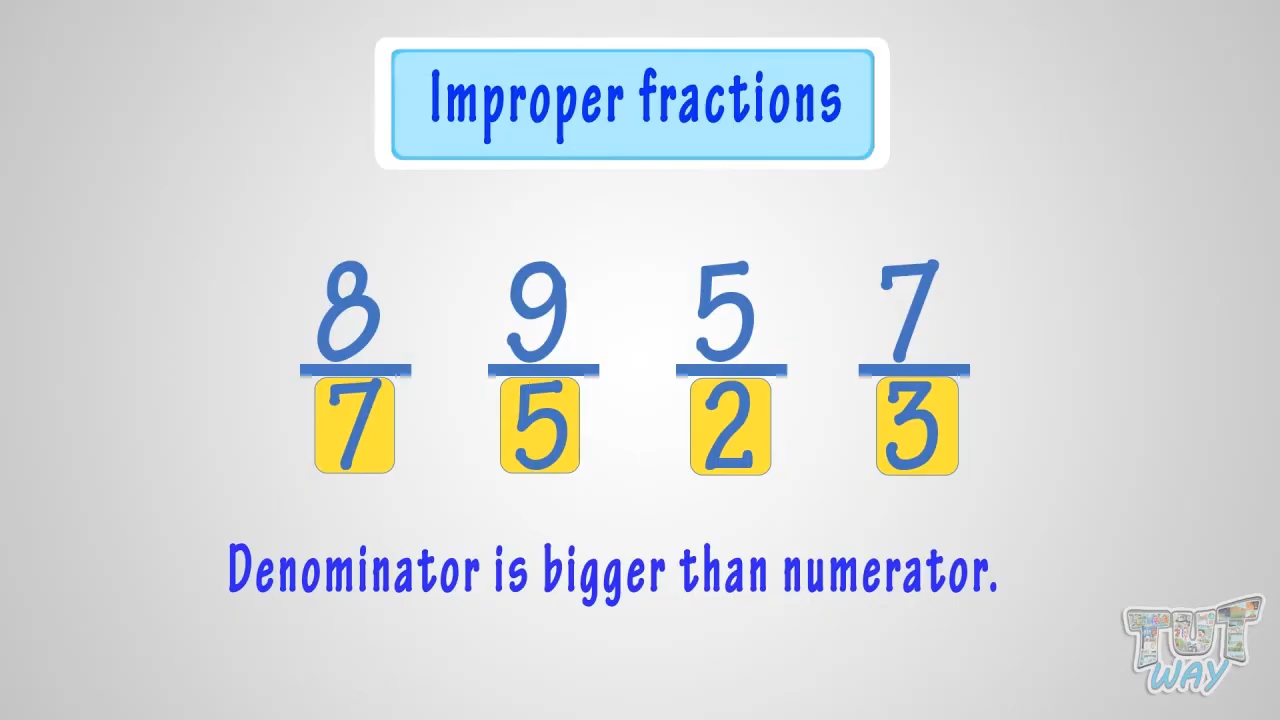 Improper fractions
8 9 5 7
7 5 2 3
Denominator is bigger than numerator.
TUT
WAY